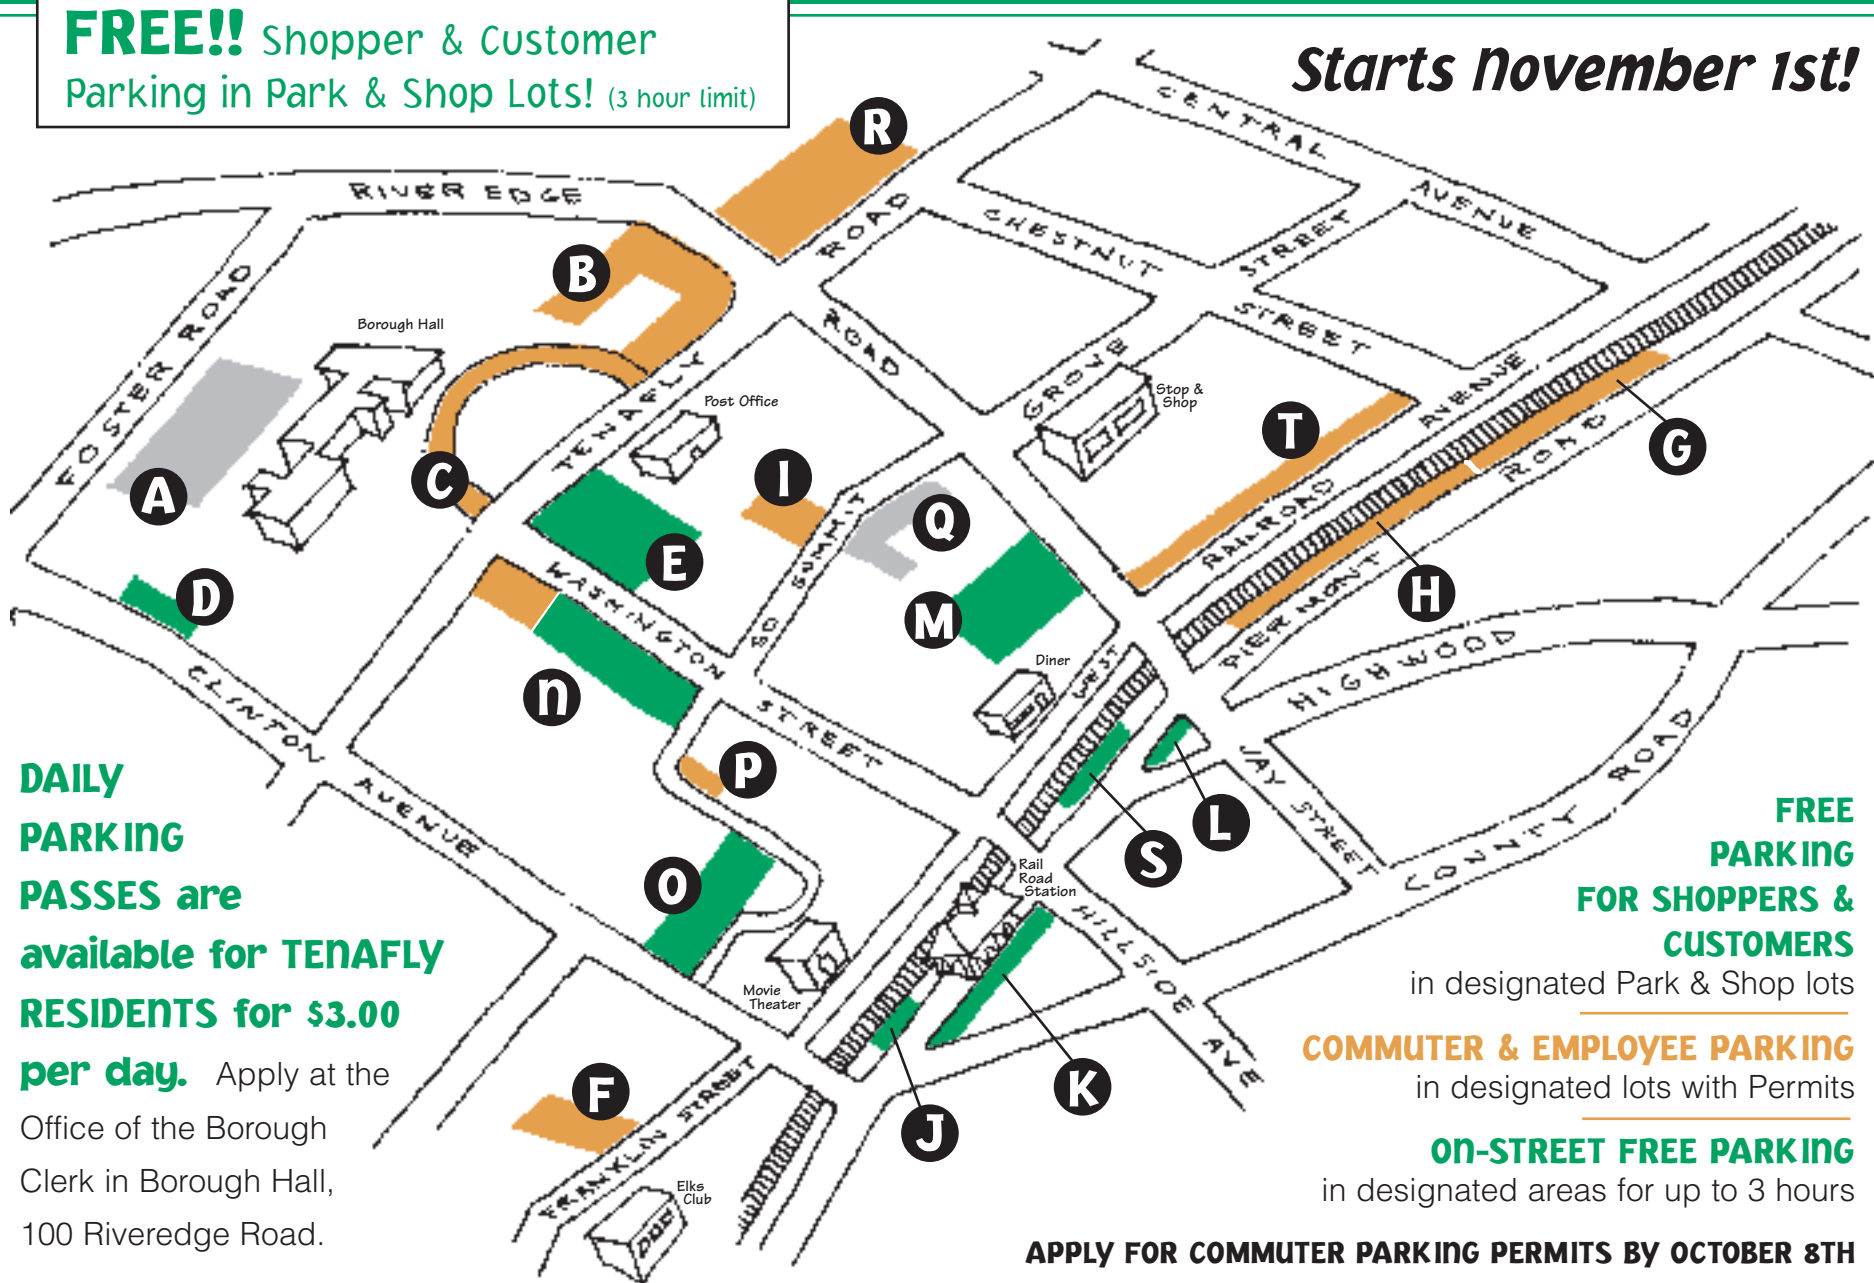 FREE!! Shopper & Customer
Parking in Park & Shop Lots! (3 hour limit)
Starts November 1st!
CENTRAL
AVENUE
RIVER EDGE
ROAD
CHESTNUT
STREET
STREET
FOSTER ROAD
Borough Hall
TENAFLY
ROAD
GROVE
Post Office
Stop &
Shop
RAILROAD
AVENUE
PIERMONT
ROAD
SO SUMMIT
WASHINGTON
STREET
WEST
Diner
HIGHWOOD
CLINTON
AVENUE
JAY STREET
COUNTY ROAD
Rail
Road
Station
HILLSIDE
AVE
Movie
Theater
FRANKLIN STREET
Elks
Club
R
B
A
C
I
Q
T
G
E
D
M
H
N
P
L
S
O
K
J
F
DAILY
PARKING
PASSES are
available for TENAFLY
RESIDENTS for $3.00
per day. Apply at the
Office of the Borough
Clerk in Borough Hall,
100 Riveredge Road.
FREE
PARKING
FOR SHOPPERS &
CUSTOMERS
in designated Park & Shop lots
COMMUTER & EMPLOYEE PARKING
in designated lots with Permits
ON-STREET FREE PARKING
in designated areas for up to 3 hours
APPLY FOR COMMUTER PARKING PERMITS BY OCTOBER 8TH